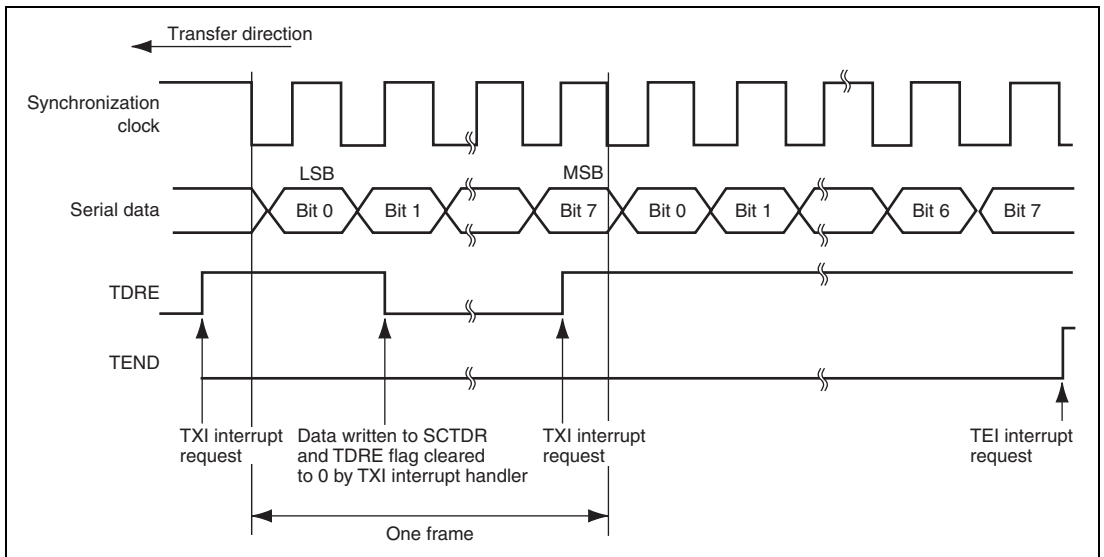 Transfer direction
Synchronization
clock
LSB
MSB
Serial data
Bit 0
Bit 1
Bit 7
Bit 0
Bit 1
Bit 6
Bit 7
TDRE
TEND
TXI interrupt
request
Data written to SCTDR
and TDRE flag cleared
to 0 by TXI interrupt handler
TXI interrupt
request
TEI interrupt
request
One frame